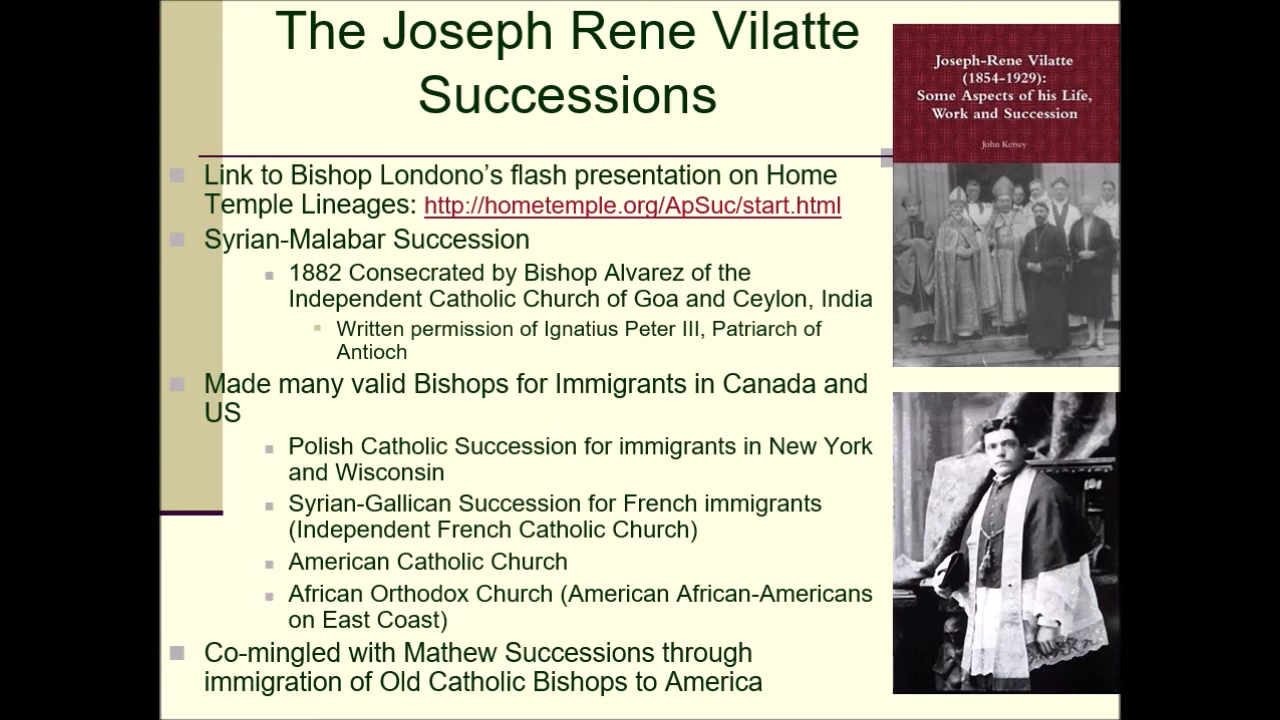 The Joseph Rene Vilatte
Successions
Link to Bishop Londono's flash presentation on Home
Temple Lineages: http://hometemple.org/ApSuc/start.html
Syrian-Malabar Succession
1882 Consecrated by Bishop Alvarez of the
Independent Catholic Church of Goa and Ceylon, India
Written permission of Ignatius Peter III, Patriarch of
Antioch
Made many valid Bishops for Immigrants in Canada and
US
Polish Catholic Succession for immigrants in New York
and Wisconsin
Syrian-Gallican Succession for French immigrants
(Independent French Catholic Church)
American Catholic Church
African Orthodox Church (American African-Americans
on East Coast)
Co-mingled with Mathew Successions through
immigration of Old Catholic Bishops to America
Joseph-Rene Vilatte
(1854-1929):
Some Aspects of his Life,
Work and Succession
John Kersey